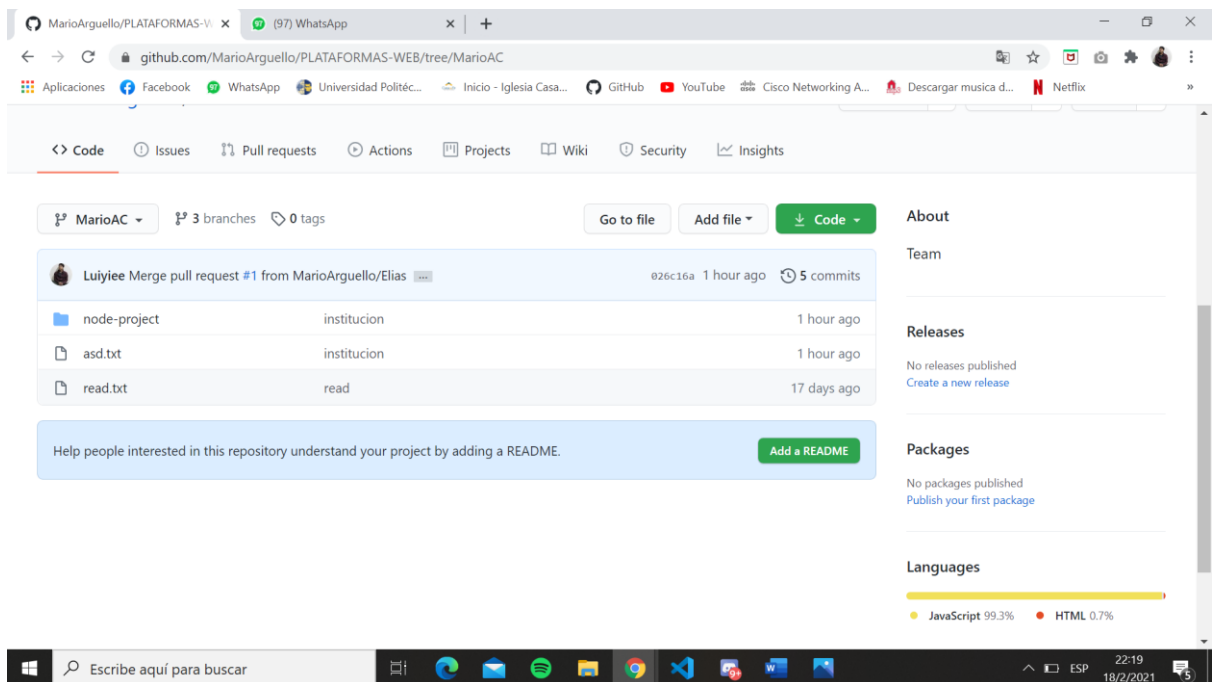 MarioArguello/PLATAFORMAS-W
(97) WhatsApp
github.com/MarioArguello/PLATAFORMAS-WEB/tree/MarioAC
Aplicaciones Facebook WhatsApp Universidad Politéc... Inicio - Iglesia Casa... GitHub YouTube Cisco Networking A... Descargar musica d... Netflix »
<> Code Issues Pull requests Actions Projects Wiki Security Insights
MarioAC 3 branches 0 tags Go to file Add file Code
Luiyiee Merge pull request #1 from MarioArguello/Elias ... 026c16a 1 hour ago 5 commits
node-project institucion 1 hour ago
asd.txt institucion 1 hour ago
read.txt read 17 days ago
Help people interested in this repository understand your project by adding a README. Add a README
About
Team
Releases
No releases published
Create a new release
Packages
No packages published
Publish your first package
Languages
JavaScript 99.3% HTML 0.7%
Escribe aquí para buscar
9+
ESP
22:19
18/2/2021
5